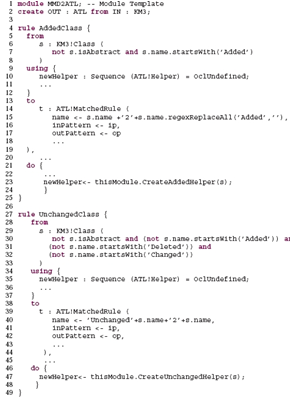 1 module MMD2ATL; -- Module Template
2 create OUT : ATL from IN : KM3;
3
4 rule AddedClass {
5 from
6 s : KM3!Class (
7 not s.isAbstract and s.name.startsWith('Added')
8 )
9 using {
10 newHelper : Sequence (ATL!Helper) = OclUndefined;
11 ...
12 }
13 to
14 t : ATL!MatchedRule (
15 name <- s.name +'2'+s.name.regexReplaceAll('Added',''),
16 inPattern <- ip,
17 outPattern <- op
18 ...
19 ),
20 ...
21 do {
22 ...
23 newHelper<- thisModule.CreateAddedHelper(s);
24 }
25 }
26
27 rule UnchangedClass {
28 from
29 s : KM3!Class (
30 not s.isAbstract and (not s.name.startsWith('Added')) an
31 (not s.name.startsWith('Deleted')) and
32 (not s.name.startsWith('Changed'))
33 )
34 using {
35 newHelper : Sequence (ATL!Helper) = OclUndefined;
36 ...
37 }
38 to
39 t : ATL!MatchedRule (
40 name <- 'Unchanged'+s.name+'2'+s.name,
41 inPattern <- ip,
42 outPattern <- op,
43 ...
44 ),
45 ...
46 do {
47 newHelper<- thisModule.CreateUnchangedHelper(s);
48 }
49 }